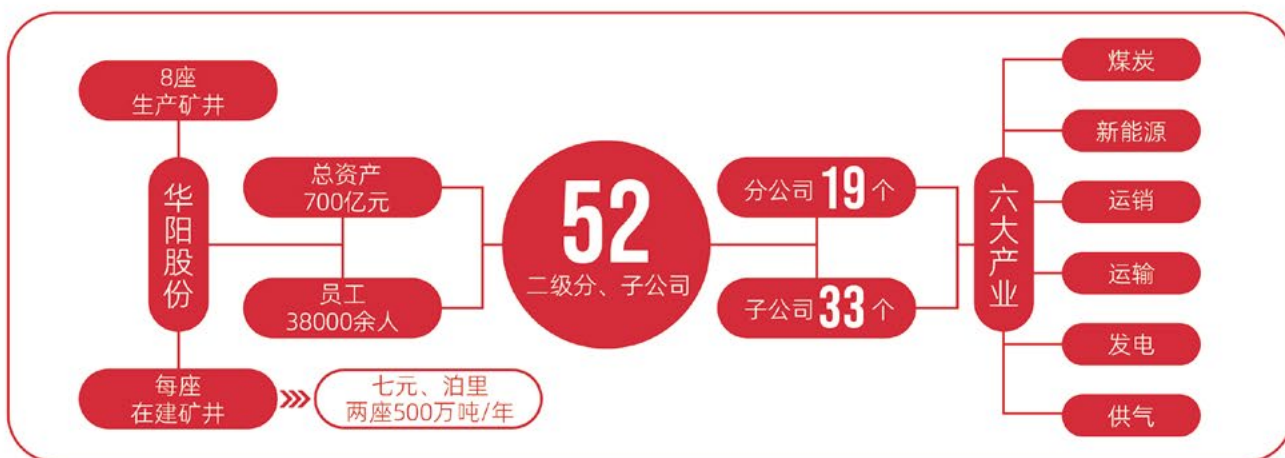 8座
生产矿井
华阳股份
每座
在建矿井
七元、泊里
两座500万吨/年
总资产
700亿元
员工
38000余人
52
二级分、子公司
分公司19个
子公司33个
六大产业
煤炭
新能源
运销
运输
发电
供气